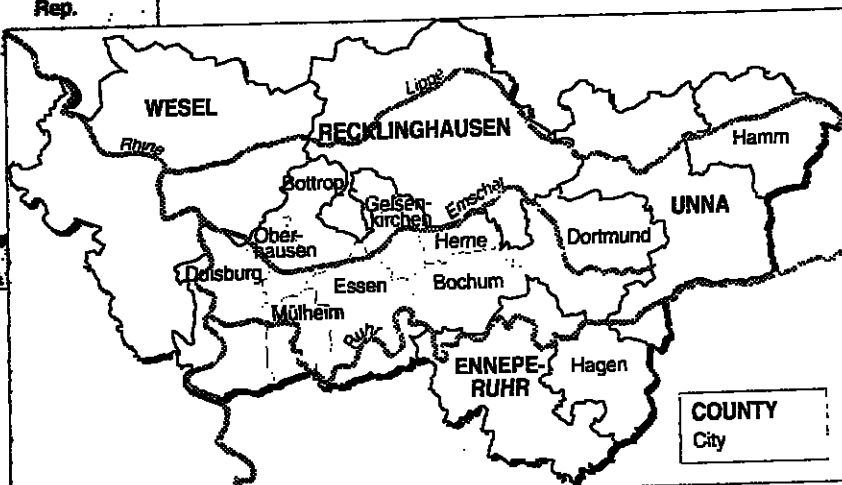 Rep.
WESEL
Lippe
RECKLINGHAUSEN
Rhine
Hamm
Bottrop
Gelsen-
kirchen
Emscher
UNNA
Ober-
hausen
Herne
Dortmund
Duisburg
Essen
Bochum
Mülheim
Ruhr
ENNEPE-
RUHR
Hagen
COUNTY
City